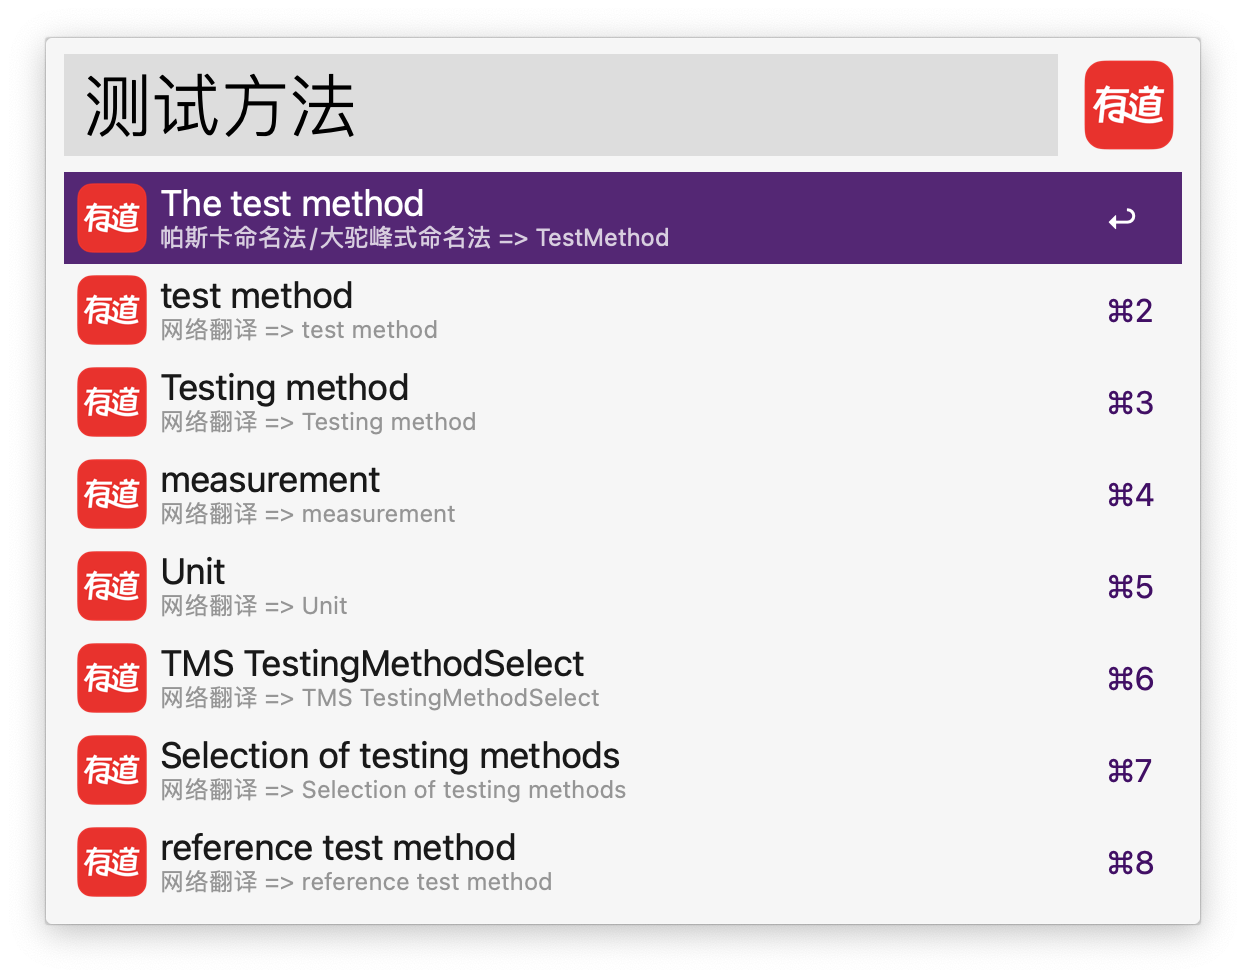 测试方法
有道
有道
The test method
帕斯卡命名法/大驼峰式命名法 => TestMethod
↩
有道
test method
网络翻译 => test method
⌘2
有道
Testing method
网络翻译 => Testing method
⌘3
有道
measurement
网络翻译 => measurement
⌘4
有道
Unit
网络翻译 => Unit
⌘5
有道
TMS TestingMethodSelect
网络翻译 => TMS TestingMethodSelect
⌘6
有道
Selection of testing methods
网络翻译 => Selection of testing methods
⌘7
有道
reference test method
网络翻译 => reference test method
⌘8